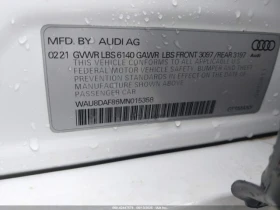 MFD. BY: AUDI AG
0221 GVWR LBS 6140 GAWR LBS FRONT 3057 / REAR 3197
THIS VEHICLE CONFORMS TO ALL APPLICABLE
FEDERAL MOTOR VEHICLE SAFETY, BUMPER AND THEFT
PREVENTION STANDARDS IN EFFECT ON THE
DATE OF MANUFACTURE SHOWN ABOVE
PASSENGER CAR
Audi